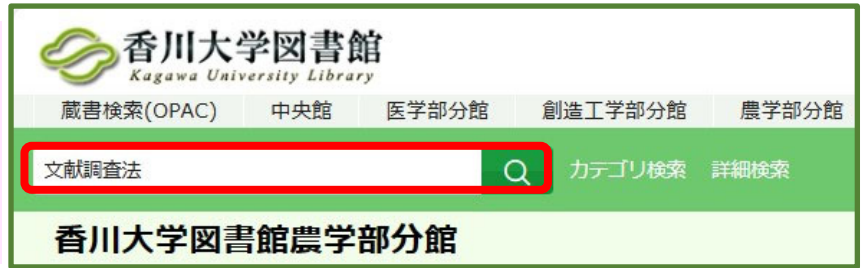 香川大学図書館
Kagawa University Library
蔵書検索(OPAC) 中央館 医学部分館 創造工学部分館 農学部分館
文献調査法 カテゴリ検索 詳細検索
香川大学図書館農学部分館